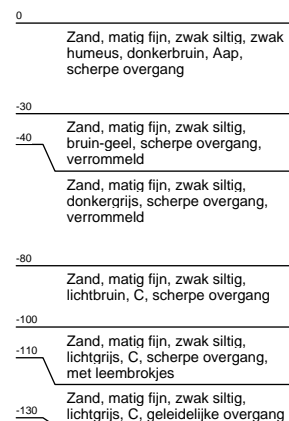 0
Zand, matig fijn, zwak siltig, zwak
humeus, donkerbruin, Aap,
scherpe overgang
-30
Zand, matig fijn, zwak siltig,
bruin-geel, scherpe overgang,
verrommeld
-40
Zand, matig fijn, zwak siltig,
donkergrijs, scherpe overgang,
verrommeld
-80
Zand, matig fijn, zwak siltig,
lichtbruin, C, scherpe overgang
-100
Zand, matig fijn, zwak siltig,
lichtgrijs, C, scherpe overgang,
met leembrokjes
-110
Zand, matig fijn, zwak siltig,
lichtgrijs, C, geleidelijke overgang
-130